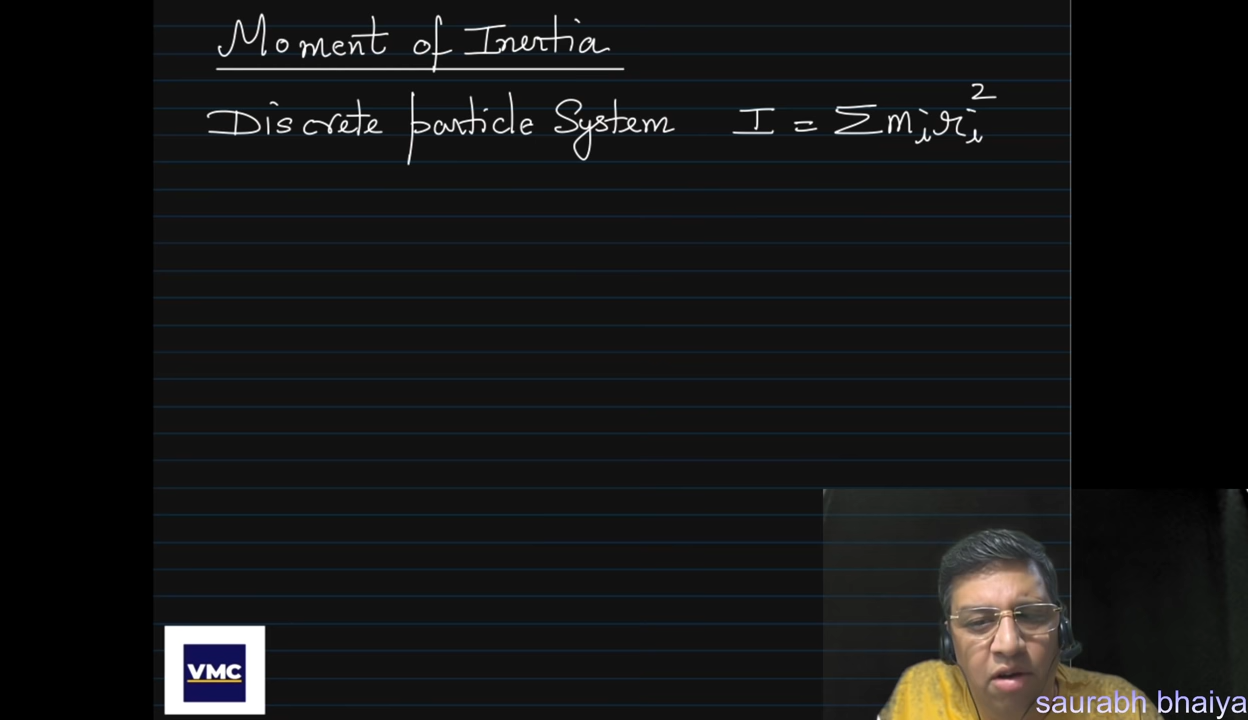 Moment of Inertia
Discrete particle System I = Σmᵢrᵢ²
VMC
saurabh bhaiya